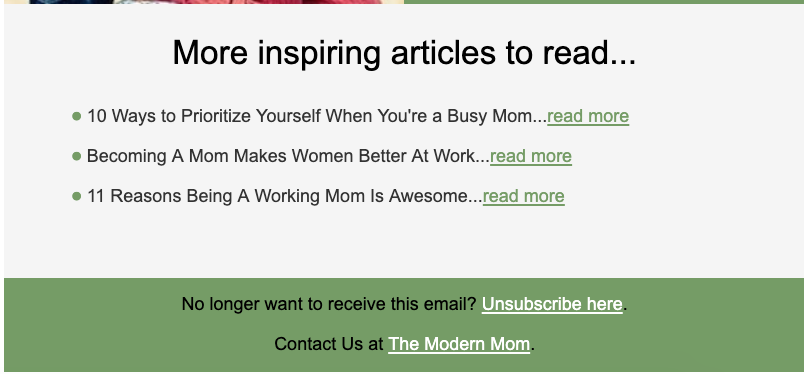 More inspiring articles to read...
10 Ways to Prioritize Yourself When You're a Busy Mom...read more
Becoming A Mom Makes Women Better At Work...read more
11 Reasons Being A Working Mom Is Awesome...read more
No longer want to receive this email? Unsubscribe here.
Contact Us at The Modern Mom.